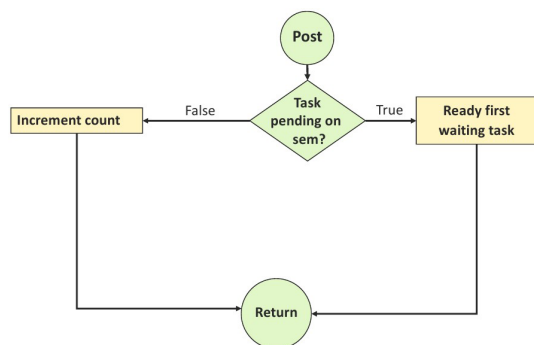 Post
Task
pending on
sem?
False
True
Increment count
Ready first
waiting task
Return